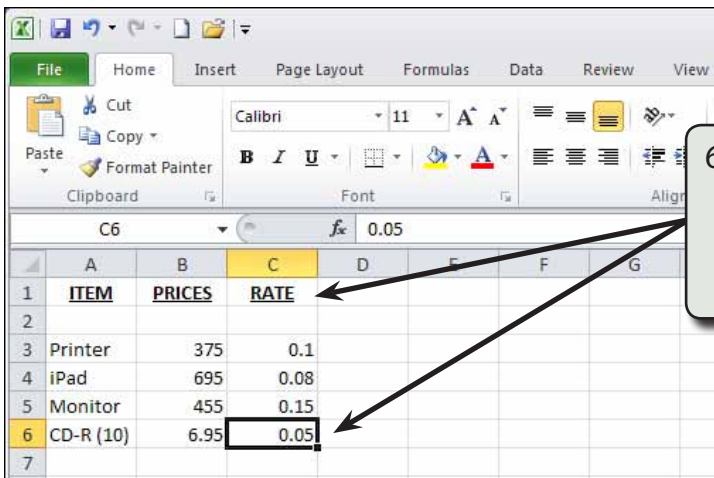 File Home Insert Page Layout Formulas Data Review View
Cut
Copy
Paste
Format Painter
Clipboard
Calibri 11 A A
B I U A
Font
C6 fx 0.05
A B C D E F G
1 ITEM PRICES RATE
2
3 Printer 375 0.1
4 iPad 695 0.08
5 Monitor 455 0.15
6 CD-R (10) 6.95 0.05
7
6